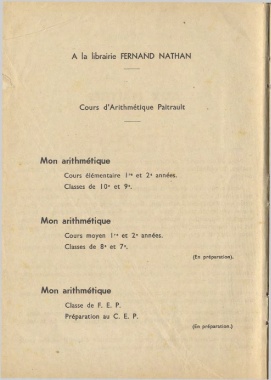 A la librairie FERNAND NATHAN
Cours d'Arithmétique Paitrault
Mon arithmétique
Cours élémentaire 1re et 2e années.
Classes de 10e et 9e.
Mon arithmétique
Cours moyen 1re et 2e années.
Classes de 8e et 7e.
(En préparation).
Mon arithmétique
Classe de F. E. P.
Préparation au C. E. P.
(En préparation.)